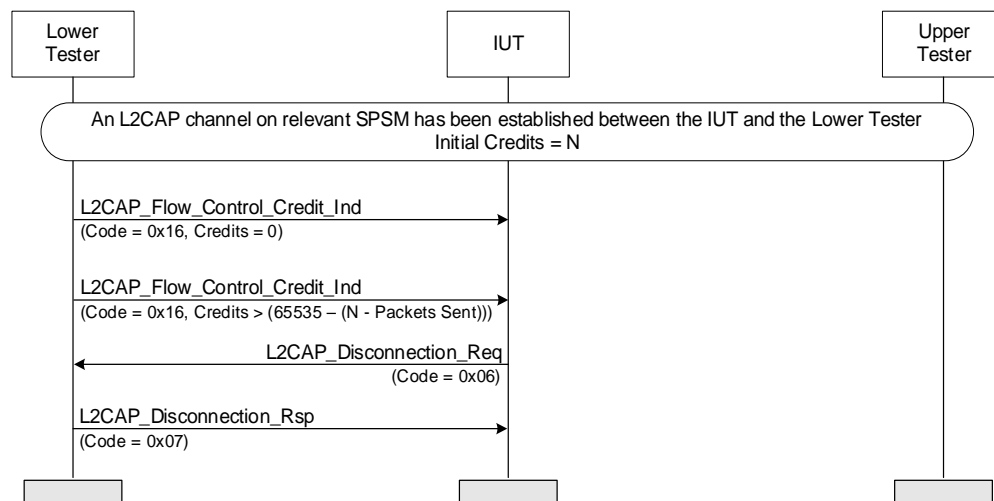 Lower
Tester
IUT
Upper
Tester
An L2CAP channel on relevant SPSM has been established between the IUT and the Lower Tester
Initial Credits = N
L2CAP_Flow_Control_Credit_Ind
(Code = 0x16, Credits = 0)
L2CAP_Flow_Control_Credit_Ind
(Code = 0x16, Credits > (65535 – (N - Packets Sent)))
L2CAP_Disconnection_Req
(Code = 0x06)
L2CAP_Disconnection_Rsp
(Code = 0x07)